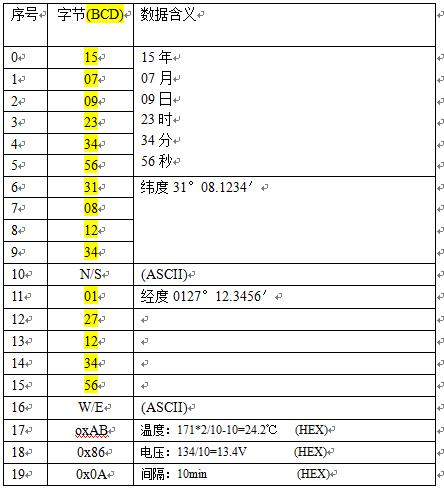 序号 字节(BCD) 数据含义
0 15 15 年
1 07 07 月
2 09 09 日
3 23 23 时
4 34 34 分
5 56 56 秒
6 31 纬度 31° 08.1234′
7 08
8 12
9 34
10 N/S (ASCII)
11 01 经度 0127° 12.3456′
12 27
13 12
14 34
15 56
16 W/E (ASCII)
17 oxAB 温度：171*2/10-10=24.2℃ (HEX)
18 0x86 电压：134/10=13.4V (HEX)
19 0x0A 间隔：10min (HEX)